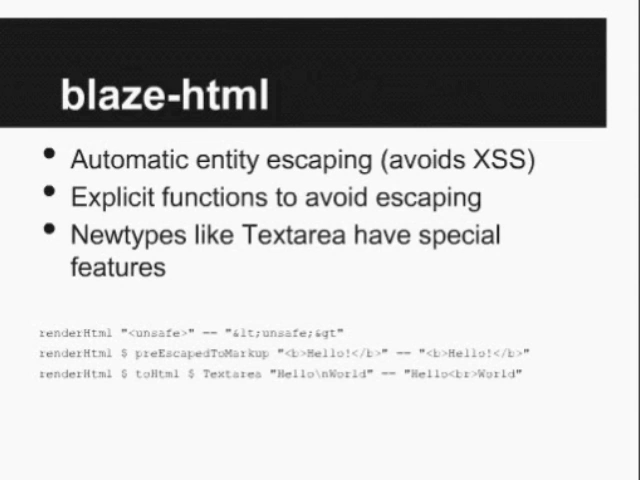 blaze-html
• Automatic entity escaping (avoids XSS)
• Explicit functions to avoid escaping
• Newtypes like Textarea have special
features
renderHtml "<unsafe>" == "&lt;unsafe;&gt"
renderHtml $ preEscapedToMarkup "<b>Hello!</b>" == "<b>Hello!</b>"
renderHtml $ toHtml $ Textarea "Hello\nWorld" == "Hello<br>World"